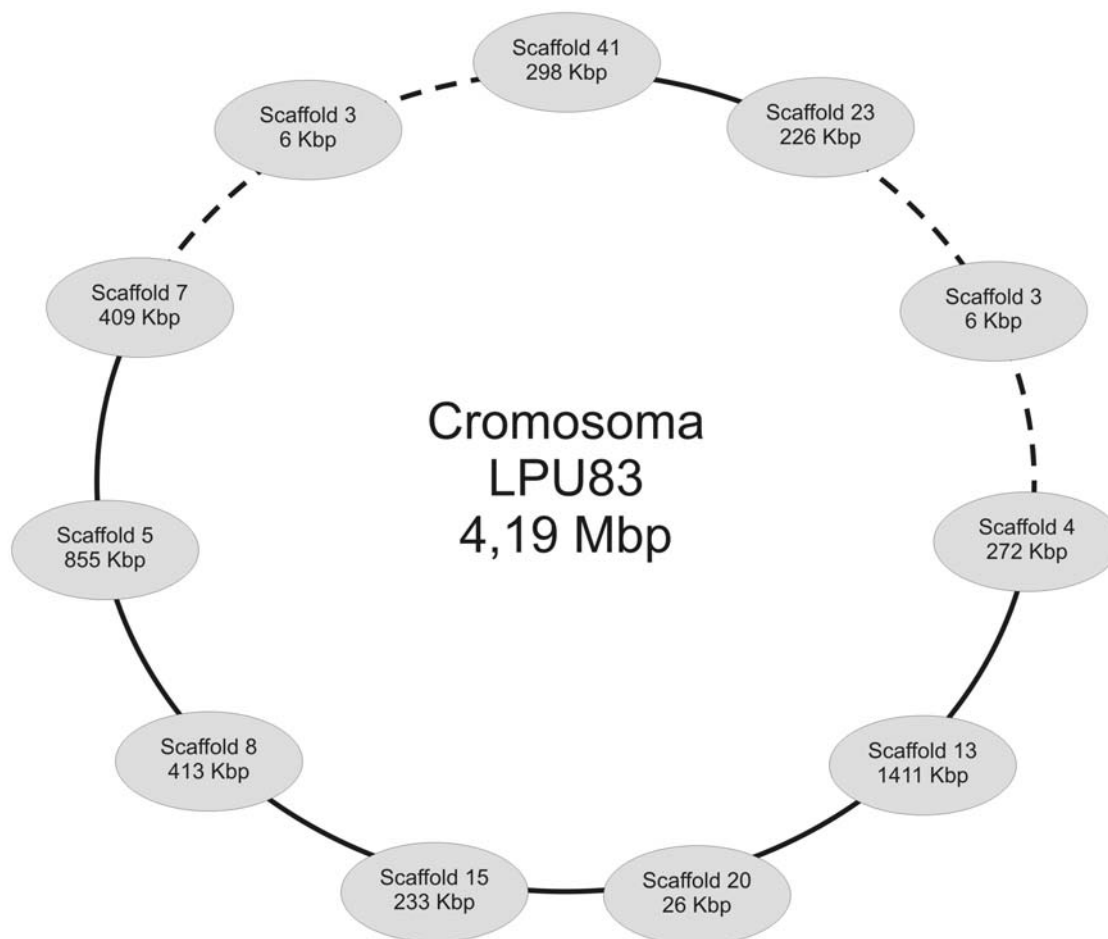 Scaffold 41
298 Kbp
Scaffold 23
226 Kbp
Scaffold 3
6 Kbp
Scaffold 4
272 Kbp
Scaffold 13
1411 Kbp
Scaffold 20
26 Kbp
Scaffold 15
233 Kbp
Scaffold 8
413 Kbp
Scaffold 5
855 Kbp
Scaffold 7
409 Kbp
Scaffold 3
6 Kbp
Cromosoma
LPU83
4,19 Mbp